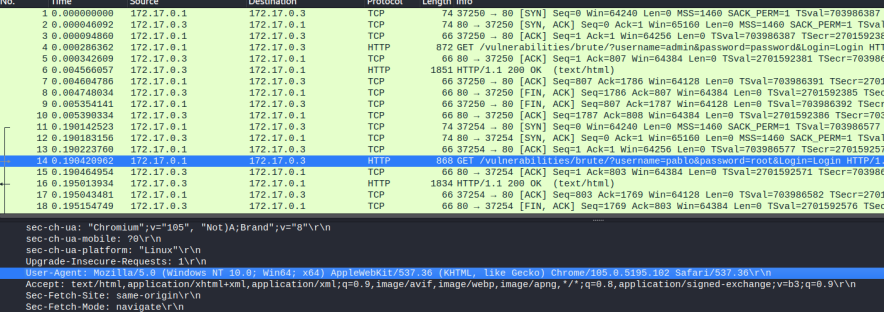 No. Time Source Destination Protocol Length Info
1 0.000000000 172.17.0.1 172.17.0.3 TCP 74 37250 → 80 [SYN] Seq=0 Win=64240 Len=0 MSS=1460 SACK_PERM=1 TSval=703986387
2 0.000046092 172.17.0.3 172.17.0.1 TCP 74 80 → 37250 [SYN, ACK] Seq=0 Ack=1 Win=65160 Len=0 MSS=1460 SACK_PERM=1 TS
3 0.000094860 172.17.0.1 172.17.0.3 TCP 66 37250 → 80 [ACK] Seq=1 Ack=1 Win=64256 Len=0 TSval=703986387 TSecr=270159238
4 0.000286362 172.17.0.1 172.17.0.3 HTTP 872 GET /vulnerabilities/brute/?username=admin&password=password&Login=Login HT
5 0.000342609 172.17.0.3 172.17.0.1 TCP 66 80 → 37250 [ACK] Seq=1 Ack=807 Win=64384 Len=0 TSval=2701592381 TSecr=70398
6 0.004566057 172.17.0.3 172.17.0.1 HTTP 1851 HTTP/1.1 200 OK (text/html)
7 0.004604786 172.17.0.1 172.17.0.3 TCP 66 37250 → 80 [ACK] Seq=807 Ack=1786 Win=64128 Len=0 TSval=703986391 TSecr=2701
8 0.004748034 172.17.0.3 172.17.0.1 TCP 66 80 → 37250 [FIN, ACK] Seq=1786 Ack=807 Win=64384 Len=0 TSval=2701592385 TSec
9 0.005354141 172.17.0.1 172.17.0.3 TCP 66 37250 → 80 [FIN, ACK] Seq=807 Ack=1787 Win=64128 Len=0 TSval=703986392 TSecr
10 0.005390334 172.17.0.3 172.17.0.1 TCP 66 80 → 37250 [ACK] Seq=1787 Ack=808 Win=64384 Len=0 TSval=2701592386 TSecr=70
11 0.190142523 172.17.0.1 172.17.0.3 TCP 74 37254 → 80 [SYN] Seq=0 Win=64240 Len=0 MSS=1460 SACK_PERM=1 TSval=703986577
12 0.190183156 172.17.0.3 172.17.0.1 TCP 74 80 → 37254 [SYN, ACK] Seq=0 Ack=1 Win=65160 Len=0 MSS=1460 SACK_PERM=1 TS
13 0.190223760 172.17.0.1 172.17.0.3 TCP 66 37254 → 80 [ACK] Seq=1 Ack=1 Win=64256 Len=0 TSval=703986577 TSecr=27015925
14 0.190420962 172.17.0.1 172.17.0.3 HTTP 868 GET /vulnerabilities/brute/?username=pablo&password=root&Login=Login HTTP/1.
15 0.190464954 172.17.0.3 172.17.0.1 TCP 66 80 → 37254 [ACK] Seq=1 Ack=803 Win=64384 Len=0 TSval=2701592571 TSecr=70398
16 0.195013934 172.17.0.3 172.17.0.1 HTTP 1834 HTTP/1.1 200 OK (text/html)
17 0.195043481 172.17.0.1 172.17.0.3 TCP 66 37254 → 80 [ACK] Seq=803 Ack=1769 Win=64128 Len=0 TSval=703986582 TSecr=2701
18 0.195154749 172.17.0.3 172.17.0.1 TCP 66 80 → 37254 [FIN, ACK] Seq=1769 Ack=803 Win=64384 Len=0 TSval=2701592576 TSec
sec-ch-ua: "Chromium";v="105", "Not)A;Brand";v="8"\r\n
sec-ch-ua-mobile: ?0\r\n
sec-ch-ua-platform: "Linux"\r\n
Upgrade-Insecure-Requests: 1\r\n
User-Agent: Mozilla/5.0 (Windows NT 10.0; Win64; x64) AppleWebKit/537.36 (KHTML, like Gecko) Chrome/105.0.5195.102 Safari/537.36\r\n
Accept: text/html,application/xhtml+xml,application/xml;q=0.9,image/avif,image/webp,image/apng,*/*;q=0.8,application/signed-exchange;v=b3;q=0.9\r\n
Sec-Fetch-Site: same-origin\r\n
Sec-Fetch-Mode: navigate\r\n